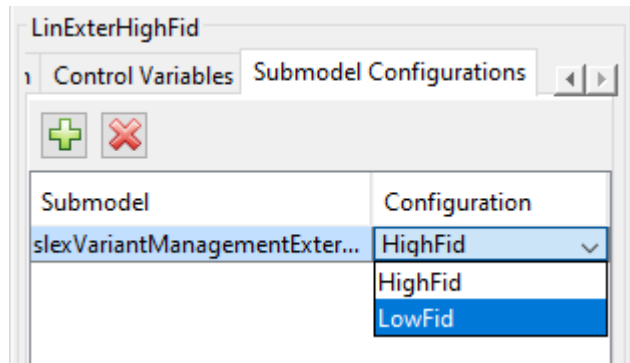 LinExterHighFid
Control Variables Submodel Configurations
Submodel Configuration
slexVariantManagementExter... HighFid
HighFid
LowFid